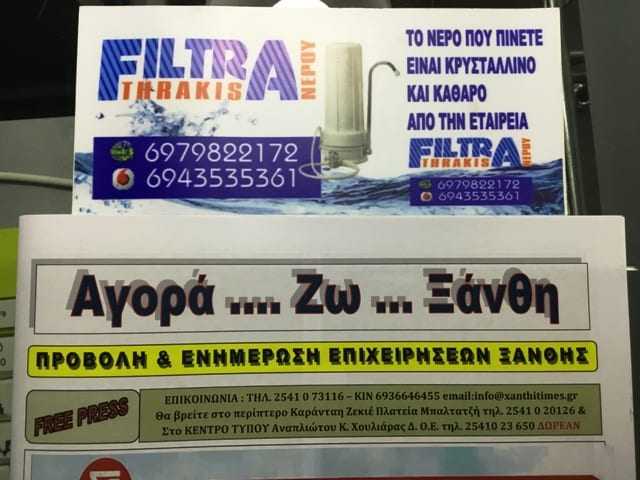 FILTRA
THRAKIS
ΝΕΡΟΥ
6979822172
6943535361
ΤΟ ΝΕΡΟ ΠΟΥ ΠΙΝΕΤΕ
ΕΙΝΑΙ ΚΡΥΣΤΑΛΛΙΝΟ
ΚΑΙ ΚΑΘΑΡΟ
ΑΠΟ ΤΗΝ ΕΤΑΙΡΕΙΑ
FILTRA
THRAKIS
ΝΕΡΟΥ
6979822172
6943535361
Αγορά .... Ζω ... Ξάνθη
ΠΡΟΒΟΛΗ & ΕΝΗΜΕΡΩΣΗ ΕΠΙΧΕΙΡΗΣΕΩΝ ΞΑΝΘΗΣ
FREE PRESS
ΕΠΙΚΟΙΝΩΝΙΑ : ΤΗΛ. 2541 0 73116 – ΚΙΝ 6936646455 email:info@xanthitimes.gr
Θα βρείτε στο περίπτερο Καράντση Ζεκιέ Πλατεία Μπαλτατζή τηλ. 2541 0 20126 &
Στο ΚΕΝΤΡΟ ΤΥΠΟΥ Αναπλιώτου Κ. Χουλιάρας Δ. Ο.Ε. τηλ. 25410 23 650 ΔΩΡΕΑΝ